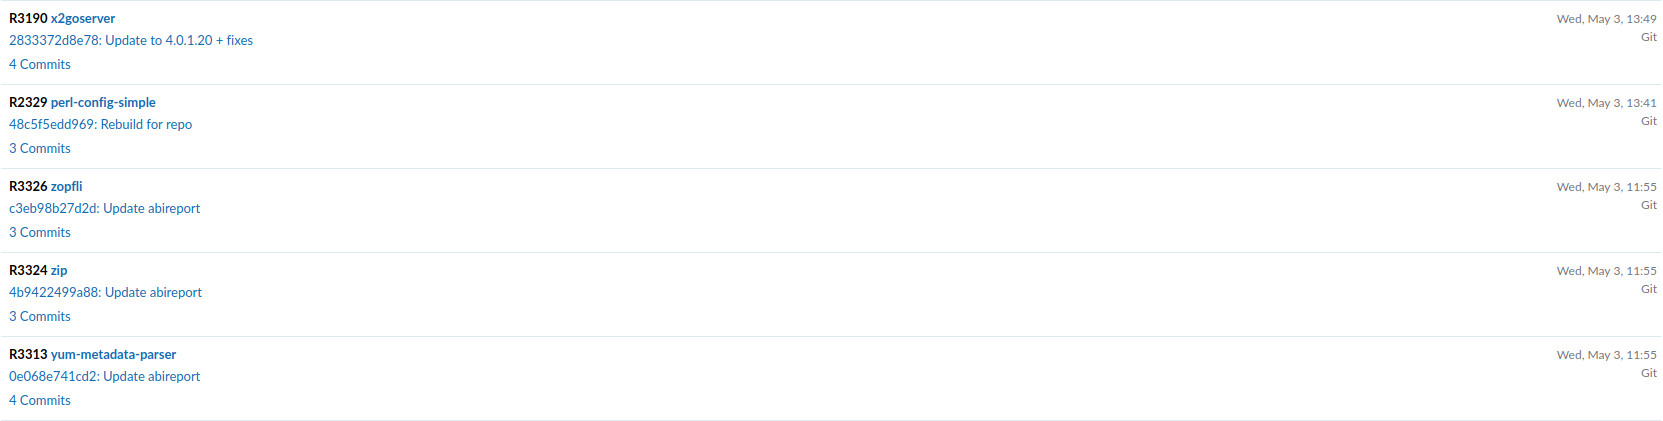 R3190 x2goserver
Wed, May 3, 13:49
2833372d8e78: Update to 4.0.1.20 + fixes
Git
4 Commits
R2329 perl-config-simple
Wed, May 3, 13:41
48c5f5edd969: Rebuild for repo
Git
3 Commits
R3326 zopfli
Wed, May 3, 11:55
c3eb98b27d2d: Update abireport
Git
3 Commits
R3324 zip
Wed, May 3, 11:55
4b9422499a88: Update abireport
Git
3 Commits
R3313 yum-metadata-parser
Wed, May 3, 11:55
0e068e741cd2: Update abireport
Git
4 Commits